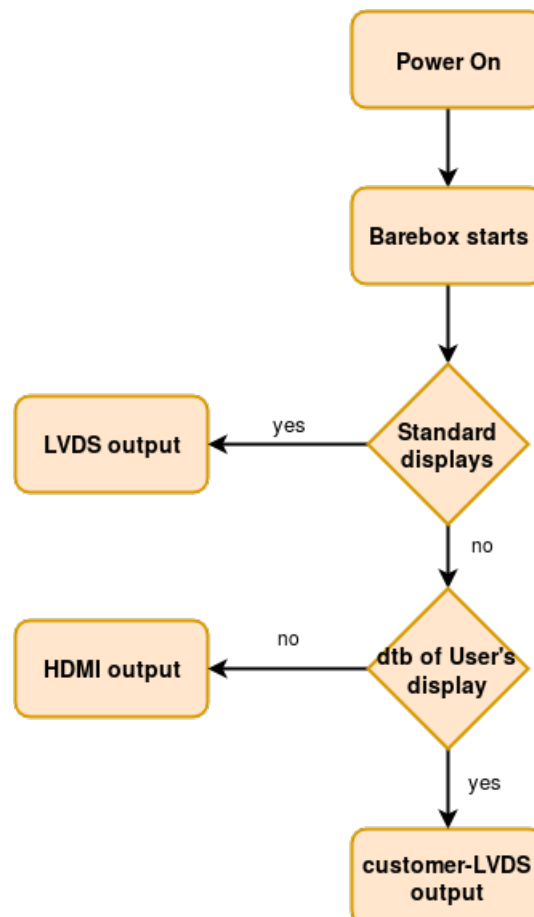 Power On
Barebox starts
Standard
displays
yes
LVDS output
no
dtb of User's
display
no
HDMI output
yes
customer-LVDS
output